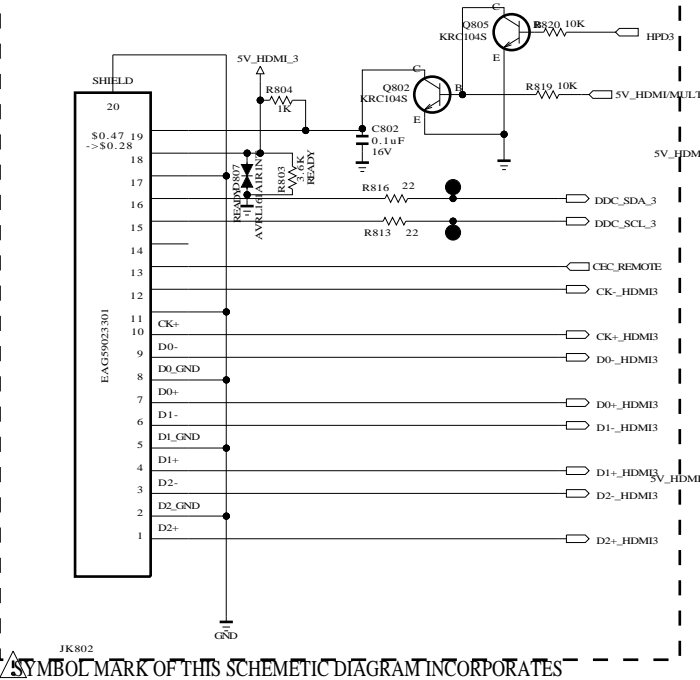 C
Q805
KRC104S
B
R820 10K
HPD3
E
5V_HDMI_3
SHIELD
20
R804
1K
C
Q802
KRC104S
B
E
R819 10K
5V_HDMI/MULT
$0.47
->$0.28
19
C802
0.1uF
16V
5V_HDM
18
D807
READY
AVRL161A1R1NT
R803
3.6K
READY
17
R816 22
16
DDC_SDA_3
15
DDC_SCL_3
R813 22
14
13
CEC_REMOTE
12
CK-_HDMI3
11
EAG59023301
CK+
10
CK+_HDMI3
D0-
9
D0-_HDMI3
D0_GND
8
D0+
7
D0+_HDMI3
D1-
6
D1-_HDMI3
D1_GND
5
D1+
4
D1+_HDMI3
5V_HDMI
D2-
3
D2-_HDMI3
D2_GND
2
D2+
1
D2+_HDMI3
GND
JK802
SYMBOL MARK OF THIS SCHEMETIC DIAGRAM INCORPORATES